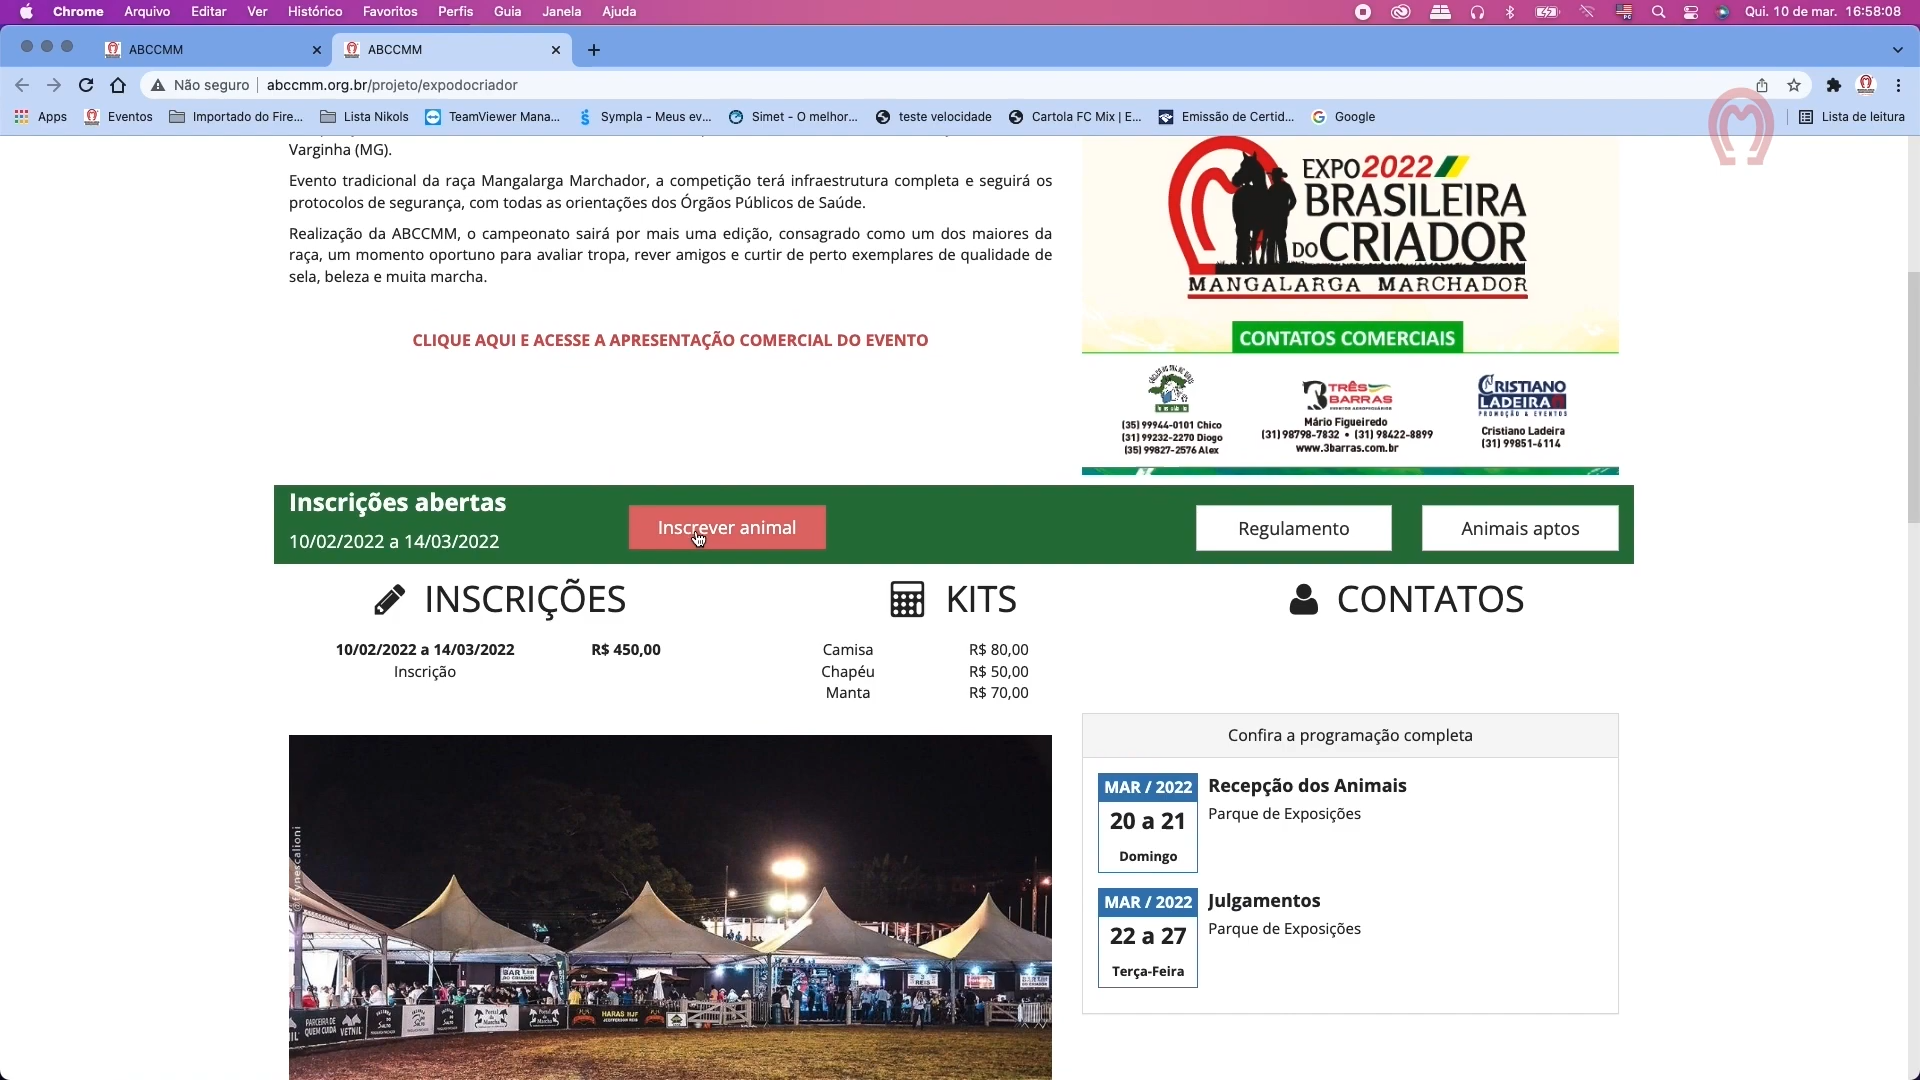 Chrome Arquivo Editar Ver Histórico Favoritos Perfis Guia Janela Ajuda Qui. 10 de mar. 16:58:08
ABCCMM ABCCMM
Não seguro abccmm.org.br/projeto/expodocriador
Apps Eventos Importado do Fire... Lista Nikols TeamViewer Mana... Sympla - Meus ev... Simet - O melhor... teste velocidade Cartola FC Mix | E... Emissão de Certid... Google Lista de leitura
Varginha (MG).
Evento tradicional da raça Mangalarga Marchador, a competição terá infraestrutura completa e seguirá os
protocolos de segurança, com todas as orientações dos Órgãos Públicos de Saúde.
Realização da ABCCMM, o campeonato sairá por mais uma edição, consagrado como um dos maiores da
raça, um momento oportuno para avaliar tropa, rever amigos e curtir de perto exemplares de qualidade de
sela, beleza e muita marcha.
CLIQUE AQUI E ACESSE A APRESENTAÇÃO COMERCIAL DO EVENTO
EXPO2022
BRASILEIRA
DO CRIADOR
MANGALARGA MARCHADOR
CONTATOS COMERCIAIS
(35) 99944-0101 Chico
(31) 99232-2270 Diogo
(35) 99827-2576 Alex
TRÊS
BARRAS
Mário Figueiredo
(31) 98798-7832 • (31) 98422-8899
www.3barras.com.br
CRISTIANO
LADEIRA
PROMOÇÃO & EVENTOS
Cristiano Ladeira
(31) 99851-6114
Inscrições abertas
10/02/2022 a 14/03/2022
Inscrever animal
Regulamento
Animais aptos
INSCRIÇÕES
10/02/2022 a 14/03/2022 R$ 450,00
Inscrição
KITS
Camisa R$ 80,00
Chapéu R$ 50,00
Manta R$ 70,00
CONTATOS
Confira a programação completa
MAR / 2022
20 a 21
Domingo
Recepção dos Animais
Parque de Exposições
MAR / 2022
22 a 27
Terça-Feira
Julgamentos
Parque de Exposições
PARCEIRA DE
QUEM CUIDA
VETNIL
HARAS HJF